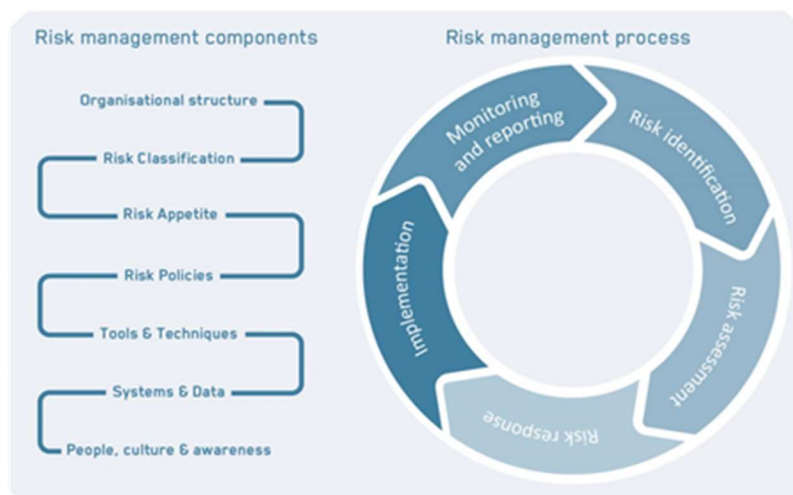 Risk management components
Organisational structure
Risk Classification
Risk Appetite
Risk Policies
Tools & Techniques
Systems & Data
People, culture & awareness
Risk management process
Risk identification
Risk assessment
Risk response
Implementation
Monitoring
and reporting